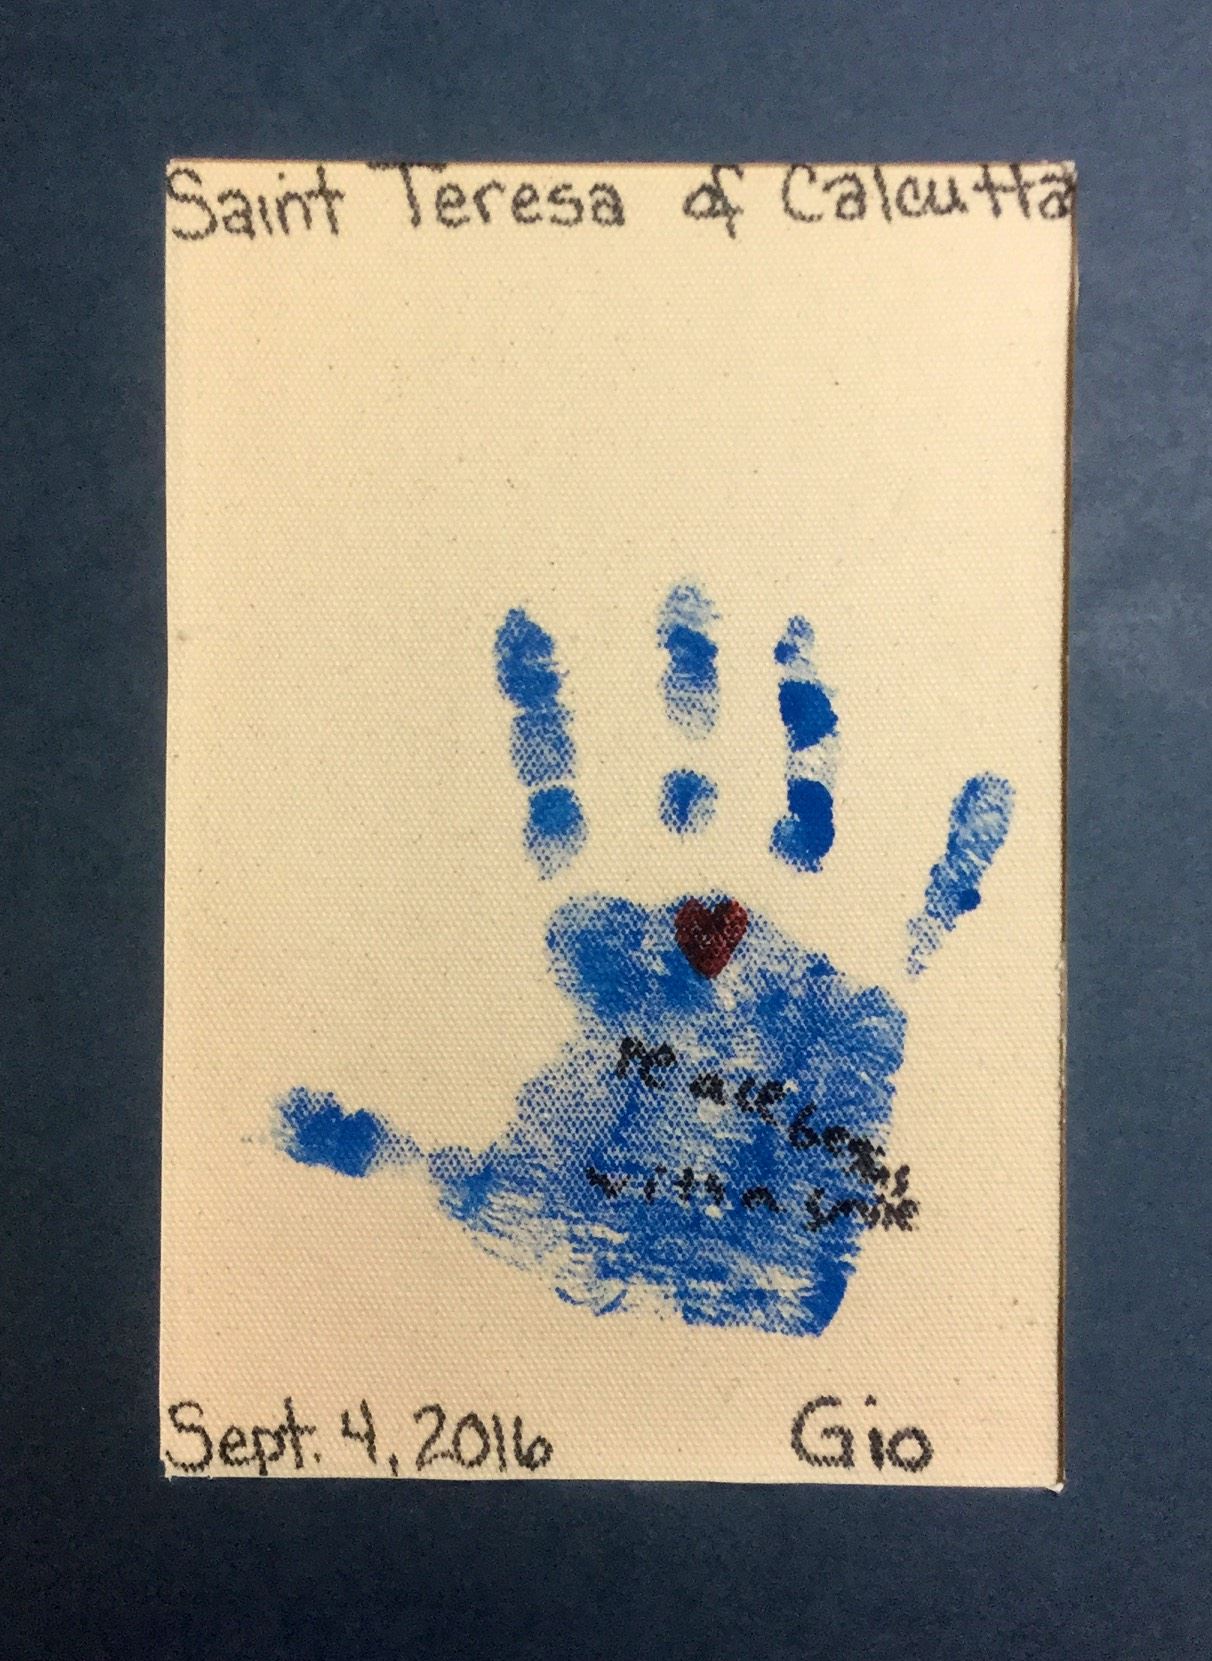 Saint Teresa of Calcutta
Peace begins
with a smile
Sept. 4, 2016
Gio